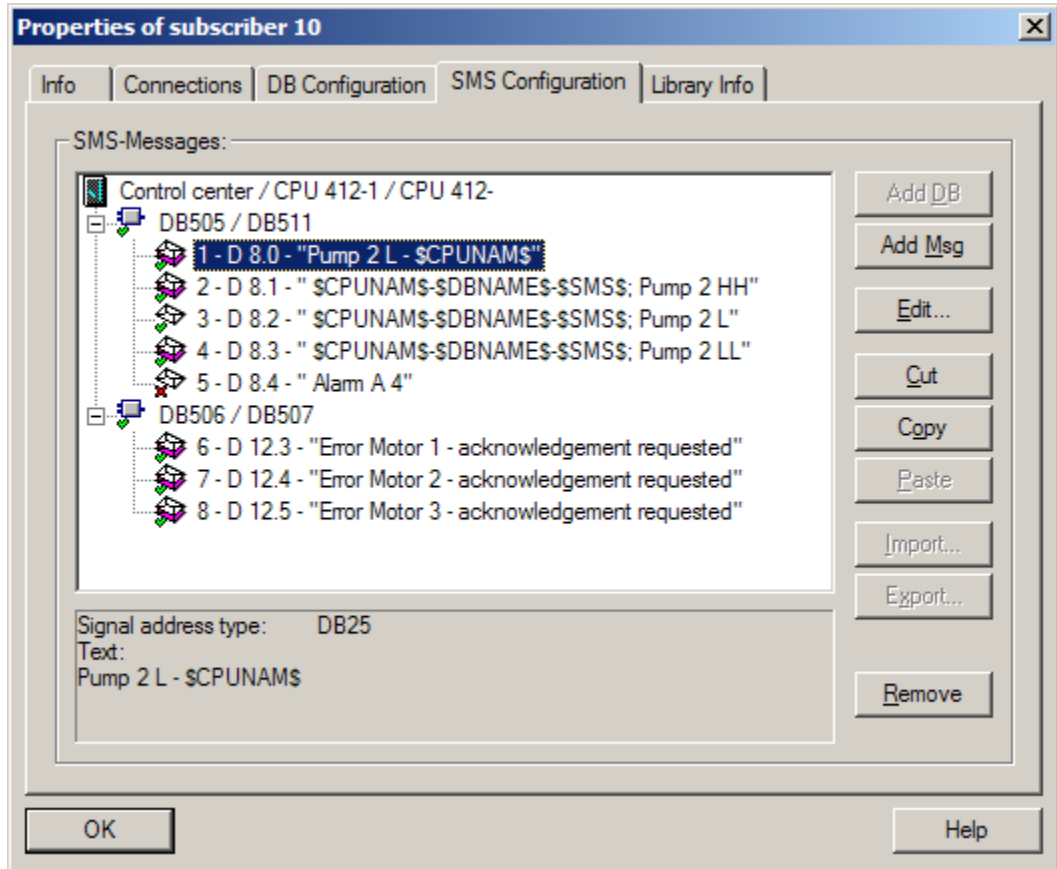 Properties of subscriber 10
Info Connections DB Configuration SMS Configuration Library Info
SMS-Messages:
Control center / CPU 412-1 / CPU 412-
DB505 / DB511
1 - D 8.0 - "Pump 2 L - $CPUNAM$"
2 - D 8.1 - " $CPUNAM$-$DBNAME$-$SMS$; Pump 2 HH"
3 - D 8.2 - " $CPUNAM$-$DBNAME$-$SMS$; Pump 2 L"
4 - D 8.3 - " $CPUNAM$-$DBNAME$-$SMS$; Pump 2 LL"
5 - D 8.4 - " Alarm A 4"
DB506 / DB507
6 - D 12.3 - "Error Motor 1 - acknowledgement requested"
7 - D 12.4 - "Error Motor 2 - acknowledgement requested"
8 - D 12.5 - "Error Motor 3 - acknowledgement requested"
Add DB
Add Msg
Edit...
Cut
Copy
Paste
Import...
Export...
Remove
Signal address type: DB25
Text:
Pump 2 L - $CPUNAM$
OK
Help